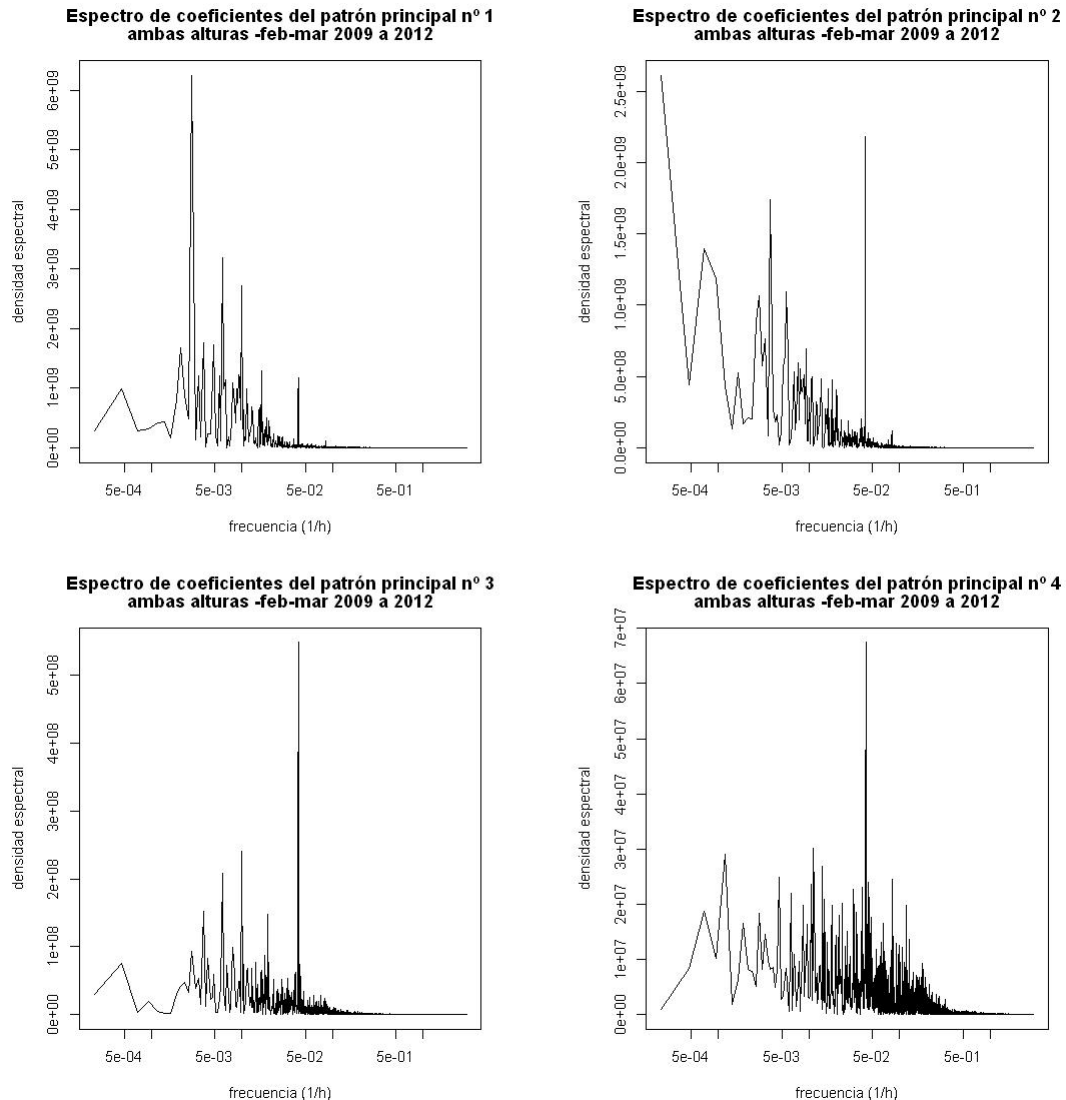 Espectro de coeficientes del patrón principal nº 1
ambas alturas -feb-mar 2009 a 2012
densidad espectral
0e+00 1e+09 2e+09 3e+09 4e+09 5e+09 6e+09
5e-04 5e-03 5e-02 5e-01
frecuencia (1/h)
Espectro de coeficientes del patrón principal nº 2
ambas alturas -feb-mar 2009 a 2012
densidad espectral
0.0e+00 5.0e+08 1.0e+09 1.5e+09 2.0e+09 2.5e+09
5e-04 5e-03 5e-02 5e-01
frecuencia (1/h)
Espectro de coeficientes del patrón principal nº 3
ambas alturas -feb-mar 2009 a 2012
densidad espectral
0e+00 1e+08 2e+08 3e+08 4e+08 5e+08
5e-04 5e-03 5e-02 5e-01
frecuencia (1/h)
Espectro de coeficientes del patrón principal nº 4
ambas alturas -feb-mar 2009 a 2012
densidad espectral
0e+00 1e+07 2e+07 3e+07 4e+07 5e+07 6e+07 7e+07
5e-04 5e-03 5e-02 5e-01
frecuencia (1/h)